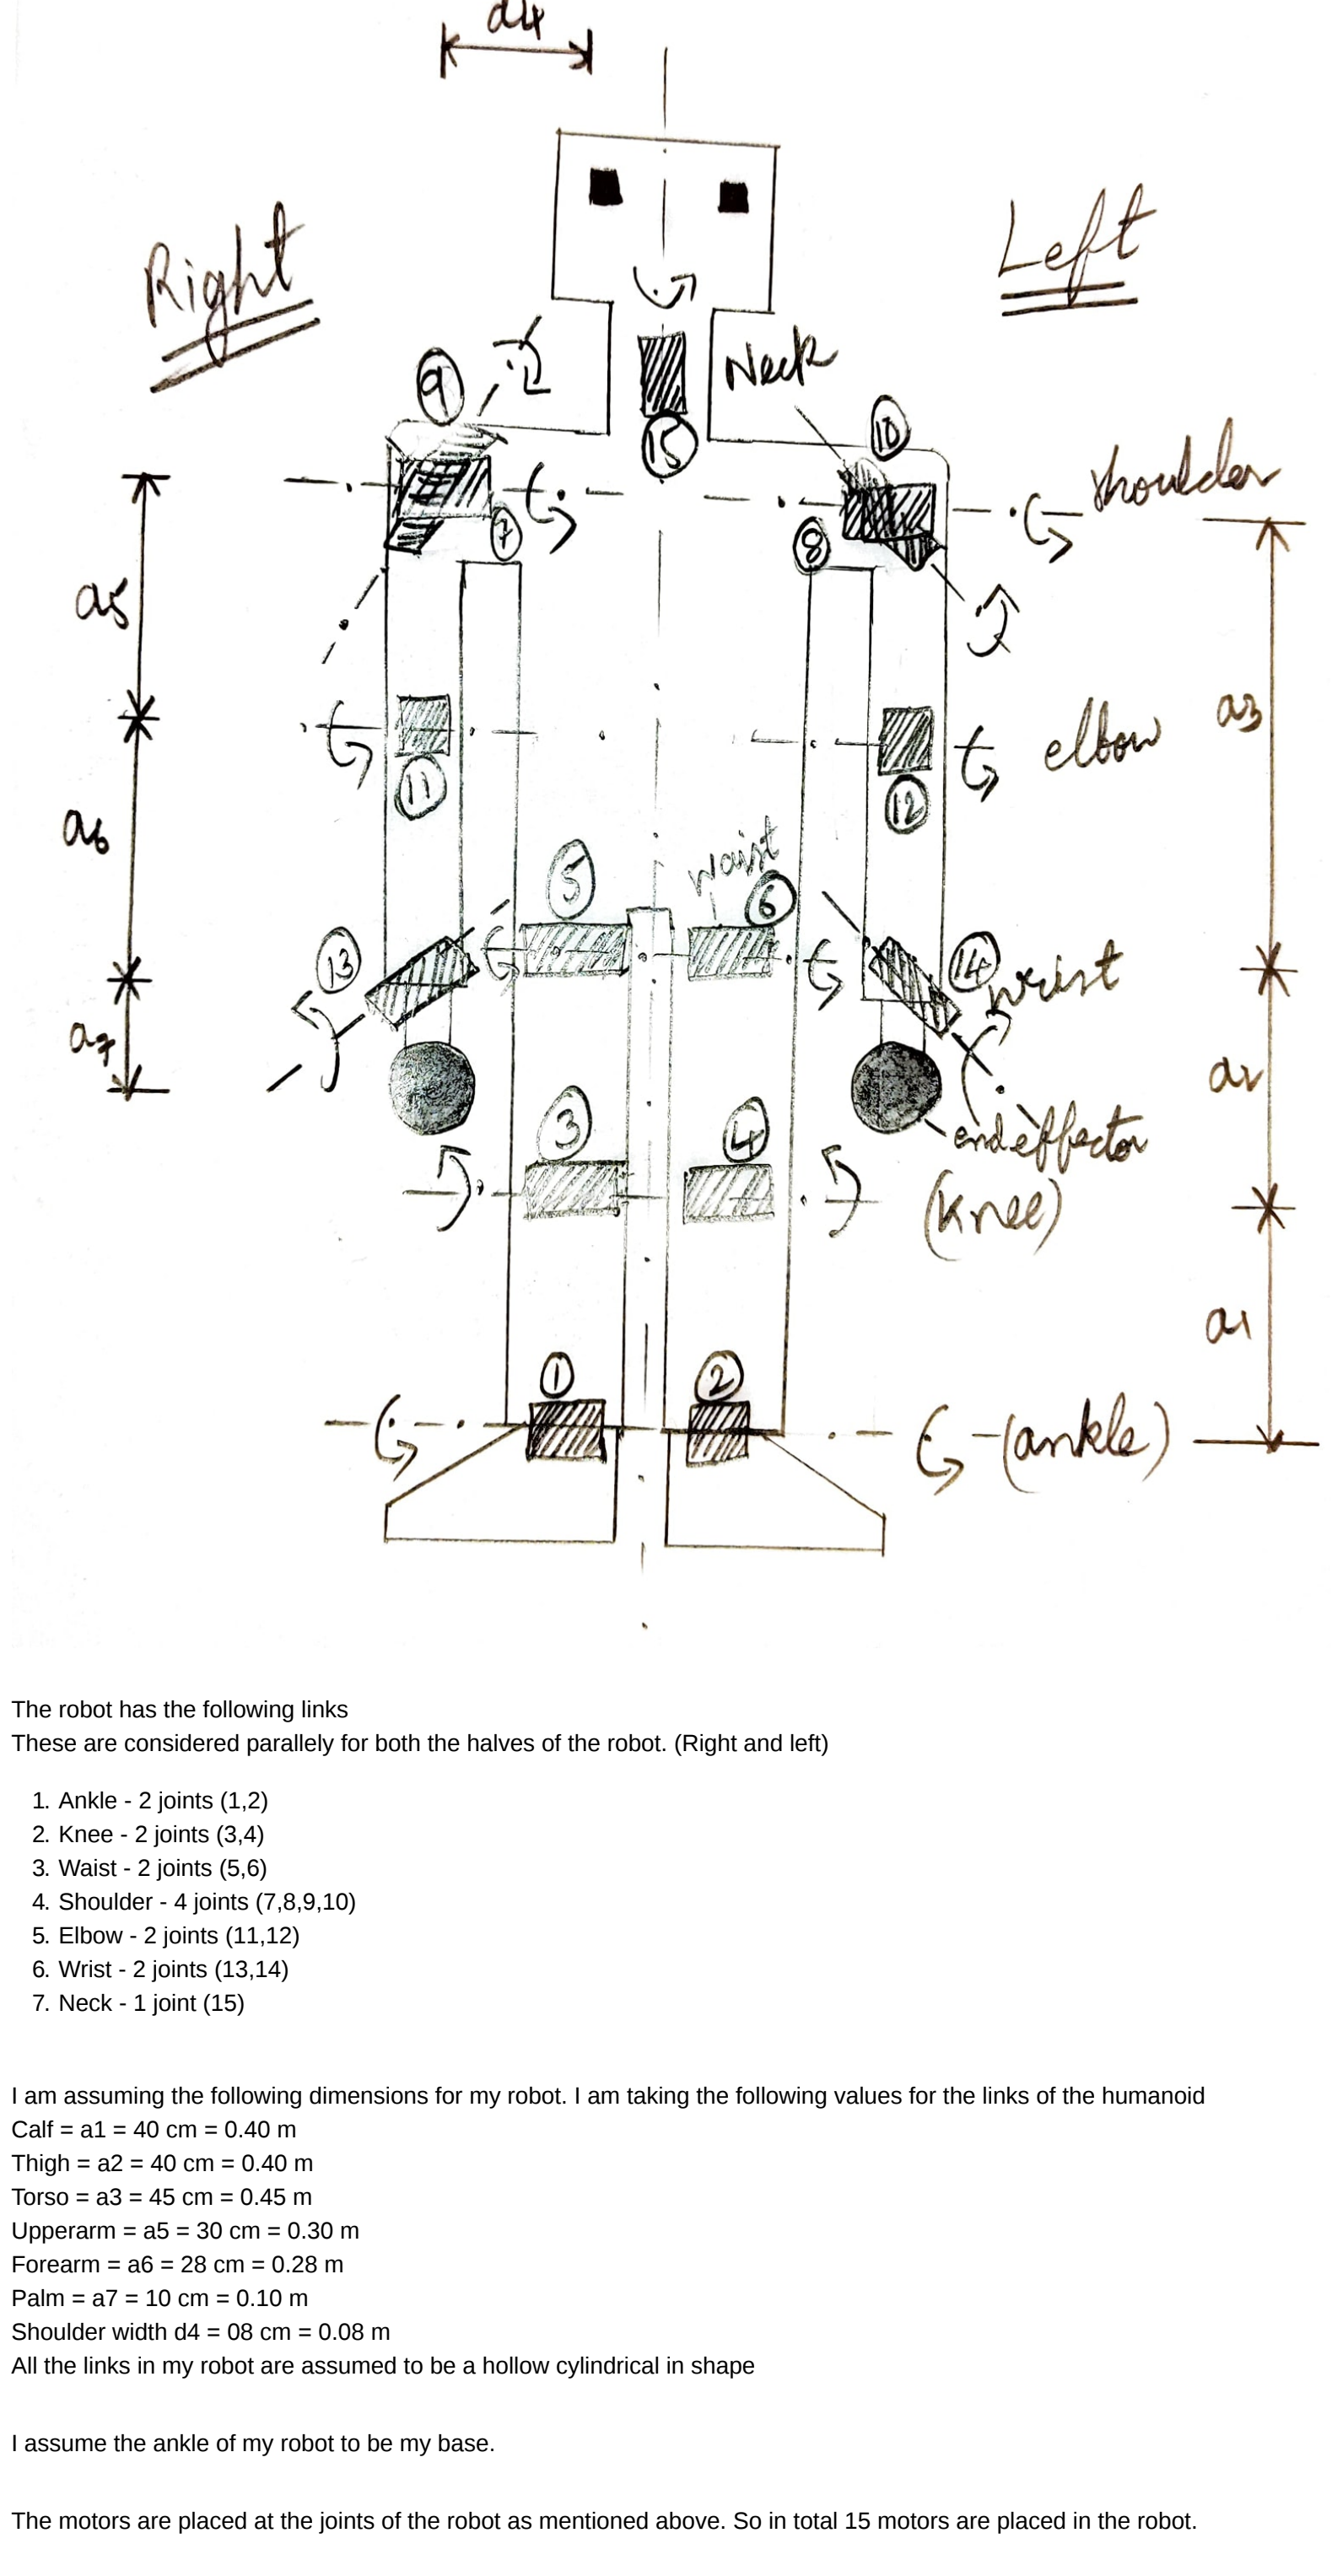 d4
Right
Left
Neck
9
10
15
shoulder
7
8
a5
a3
elbow
11
12
a6
waist
5
6
13
14
wrist
a7
a2
3
4
end effector
(Knee)
a1
1
2
(ankle)
The robot has the following links
These are considered parallely for both the halves of the robot. (Right and left)
1. Ankle - 2 joints (1,2)
2. Knee - 2 joints (3,4)
3. Waist - 2 joints (5,6)
4. Shoulder - 4 joints (7,8,9,10)
5. Elbow - 2 joints (11,12)
6. Wrist - 2 joints (13,14)
7. Neck - 1 joint (15)
I am assuming the following dimensions for my robot. I am taking the following values for the links of the humanoid
Calf = a1 = 40 cm = 0.40 m
Thigh = a2 = 40 cm = 0.40 m
Torso = a3 = 45 cm = 0.45 m
Upperarm = a5 = 30 cm = 0.30 m
Forearm = a6 = 28 cm = 0.28 m
Palm = a7 = 10 cm = 0.10 m
Shoulder width d4 = 08 cm = 0.08 m
All the links in my robot are assumed to be a hollow cylindrical in shape
I assume the ankle of my robot to be my base.
The motors are placed at the joints of the robot as mentioned above. So in total 15 motors are placed in the robot.